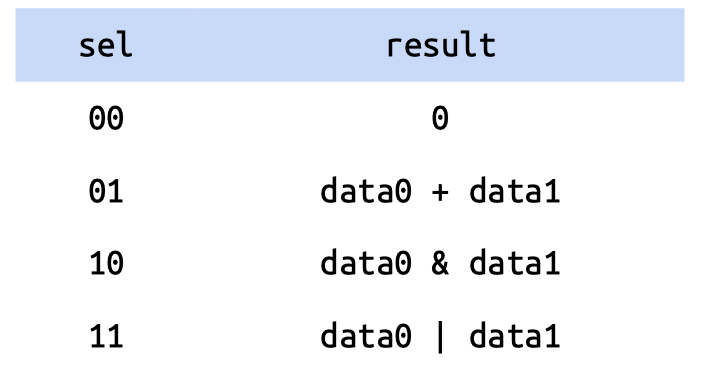 sel result
00 0
01 data0 + data1
10 data0 & data1
11 data0 | data1